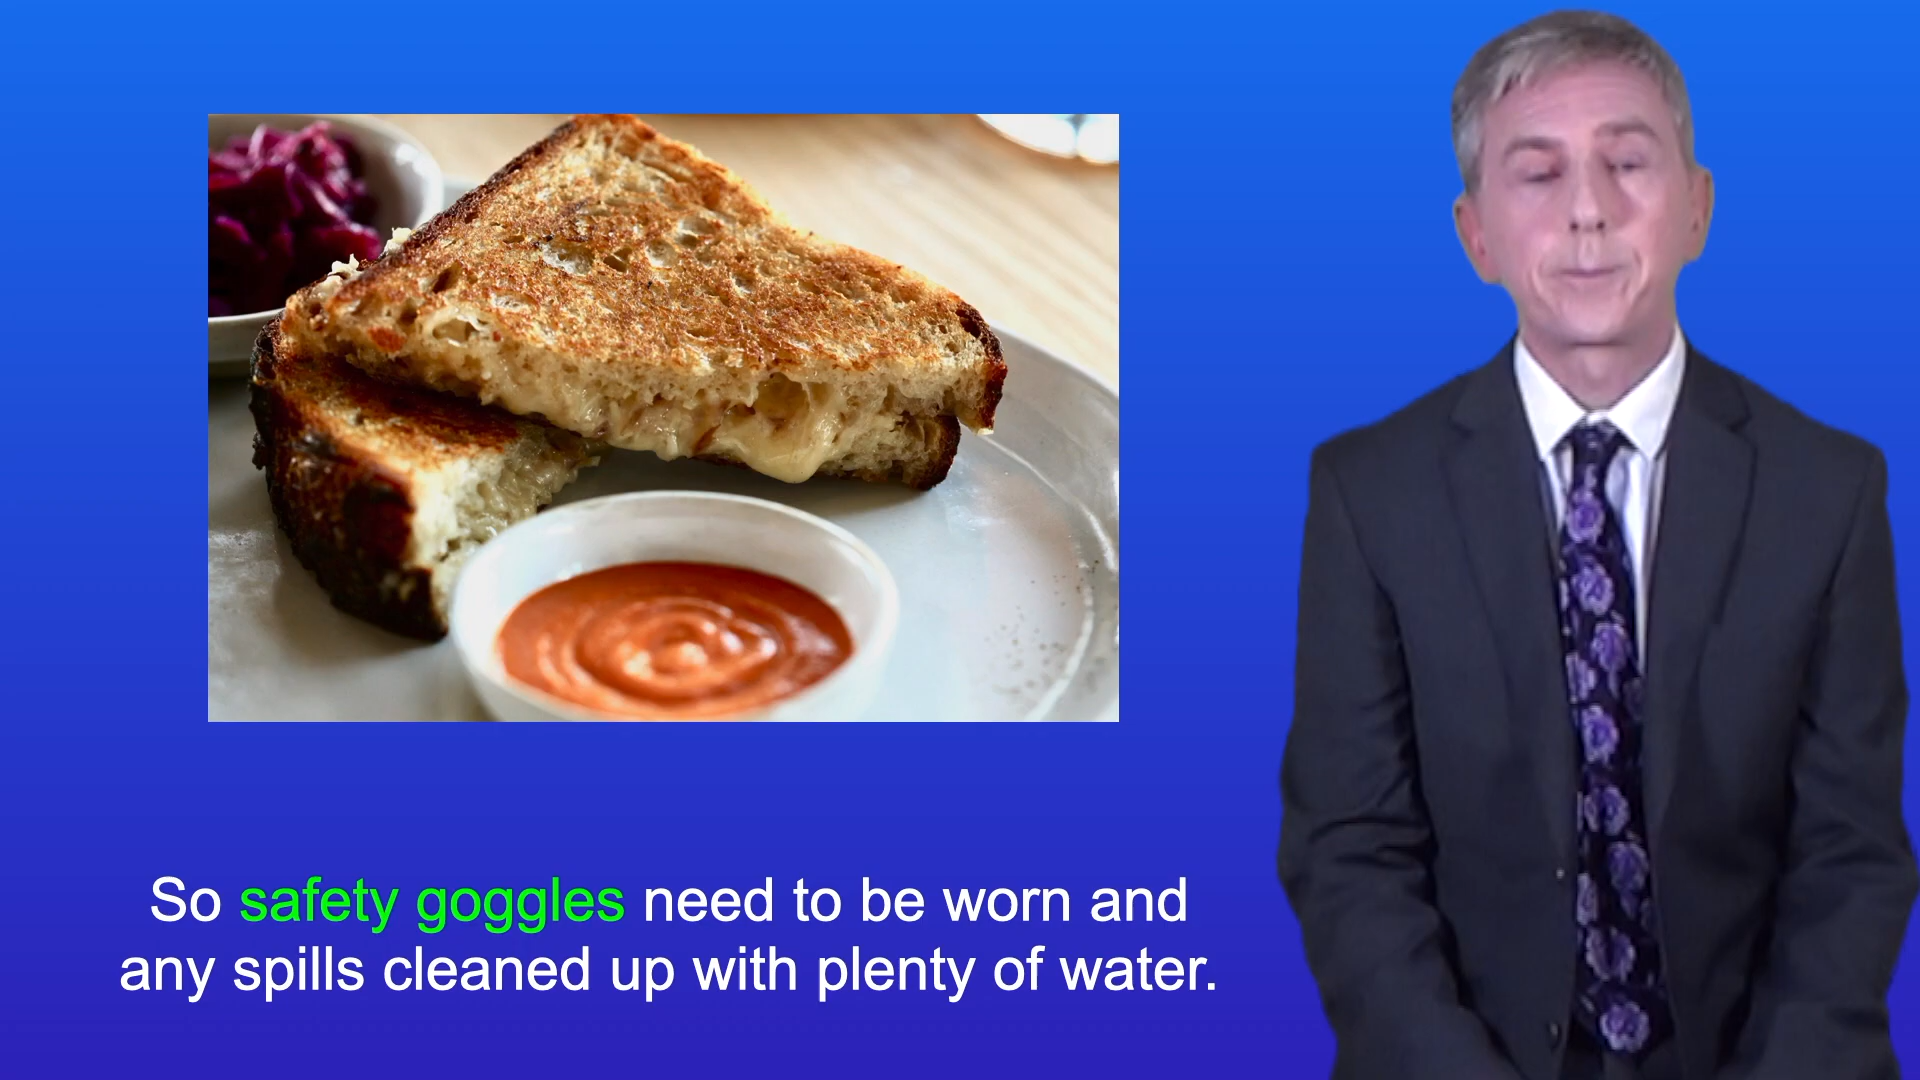 So safety goggles need to be worn and
any spills cleaned up with plenty of water.